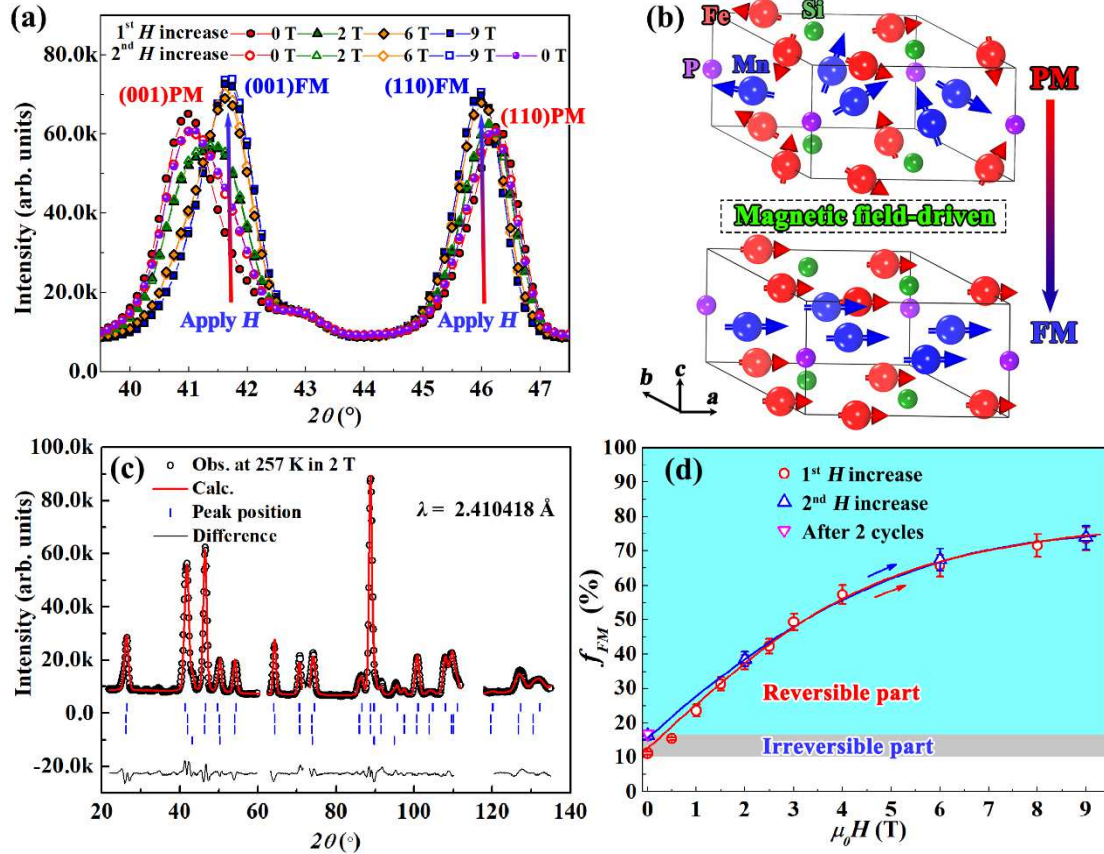 (a)
1st H increase 0 T 2 T 6 T 9 T
2nd H increase 0 T 2 T 6 T 9 T 0 T
80.0k
60.0k
40.0k
20.0k
0.0
Intensity (arb. units)
(001)PM
(001)FM
(110)FM
(110)PM
Apply H
Apply H
40 41 42 43 44 45 46 47
2θ (°)
(b)
Fe
Si
P
Mn
PM
Magnetic field-driven
FM
b
c
a
(c)
100.0k
80.0k
60.0k
40.0k
20.0k
0.0
-20.0k
Intensity (arb. units)
Obs. at 257 K in 2 T
Calc.
Peak position
Difference
λ = 2.410418 Å
20 40 60 80 100 120 140
2θ (°)
(d)
100
90
80
70
60
50
40
30
20
10
0
fFM (%)
1st H increase
2nd H increase
After 2 cycles
Reversible part
Irreversible part
0 1 2 3 4 5 6 7 8 9
μ0H (T)